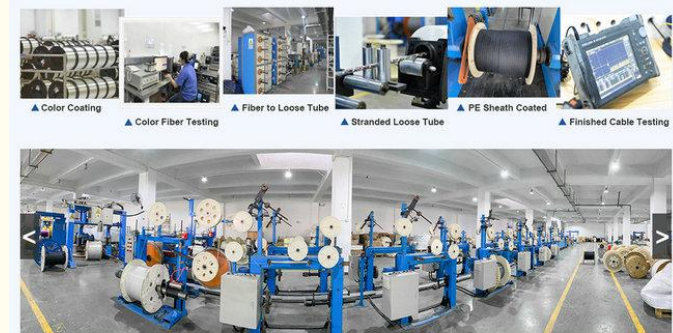 ▲ Color Coating
▲ Color Fiber Testing
▲ Fiber to Loose Tube
▲ Stranded Loose Tube
▲ PE Sheath Coated
▲ Finished Cable Testing
< >